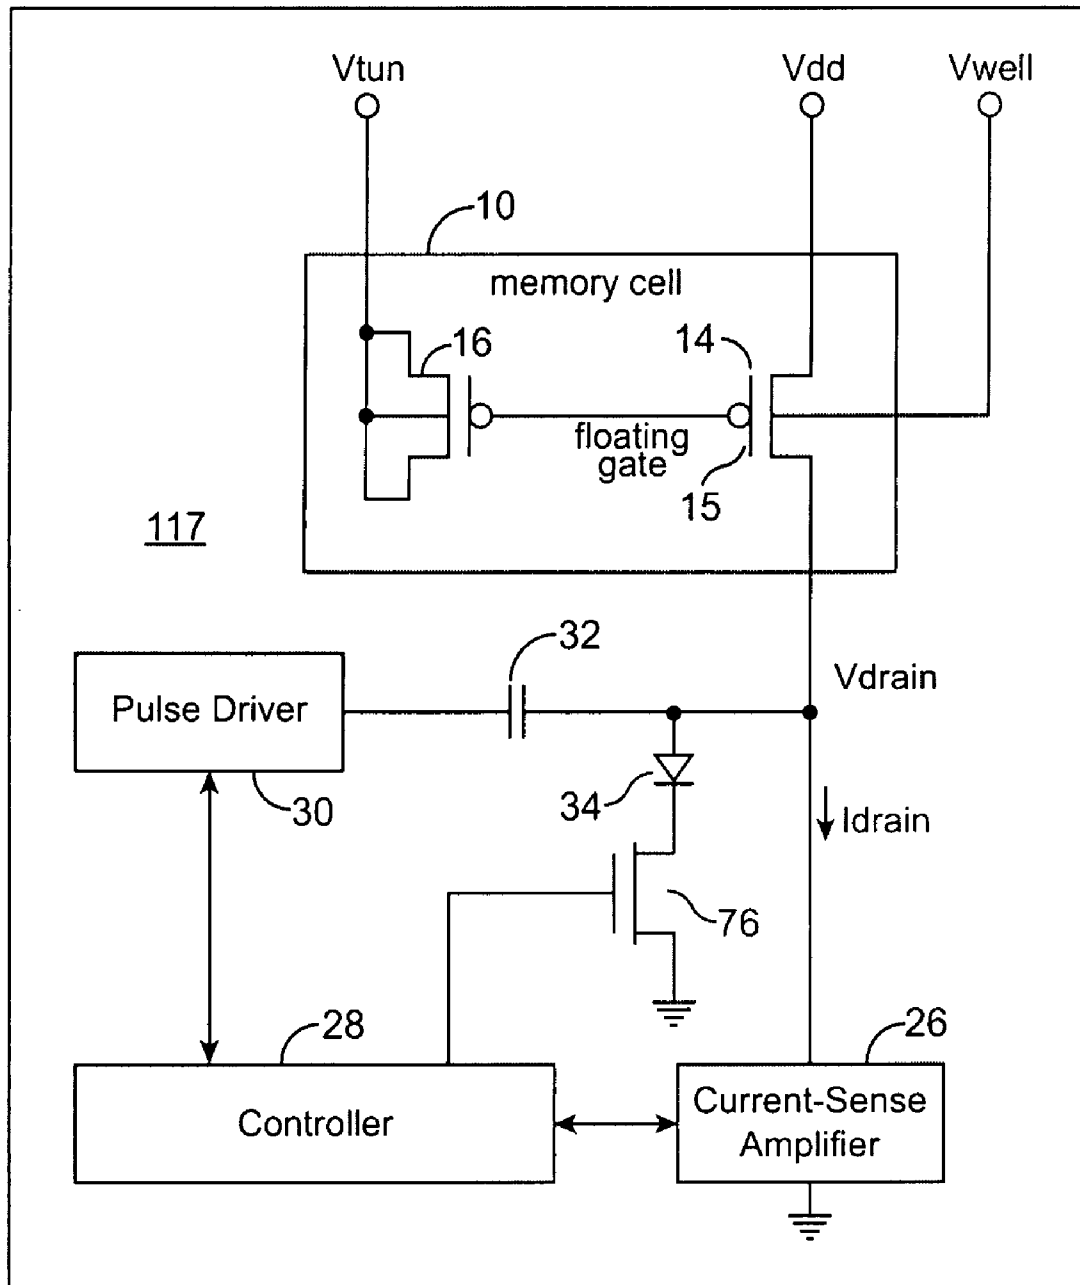 Vtun
Vdd
Vwell
10
memory cell
16
14
floating
gate
15
117
32
Vdrain
Pulse Driver
34
Idrain
30
76
28
26
Controller
Current-Sense
Amplifier